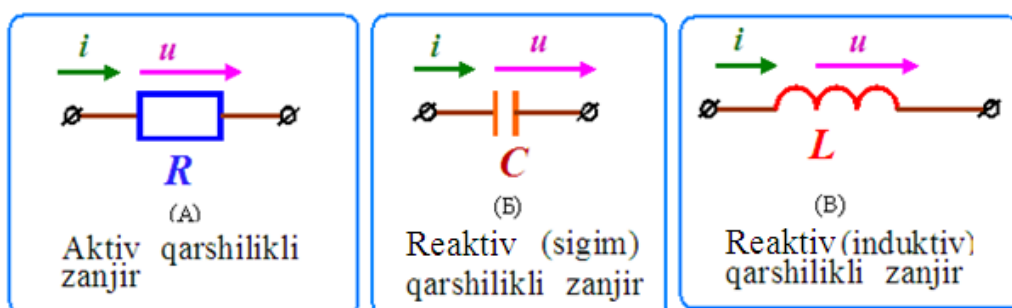 i u
R
(А)
Aktiv qarshilikli
zanjir
i u
C
(Б)
Reaktiv (sigim)
qarshilikli zanjir
i u
L
(В)
Reaktiv (induktiv)
qarshilikli zanjir